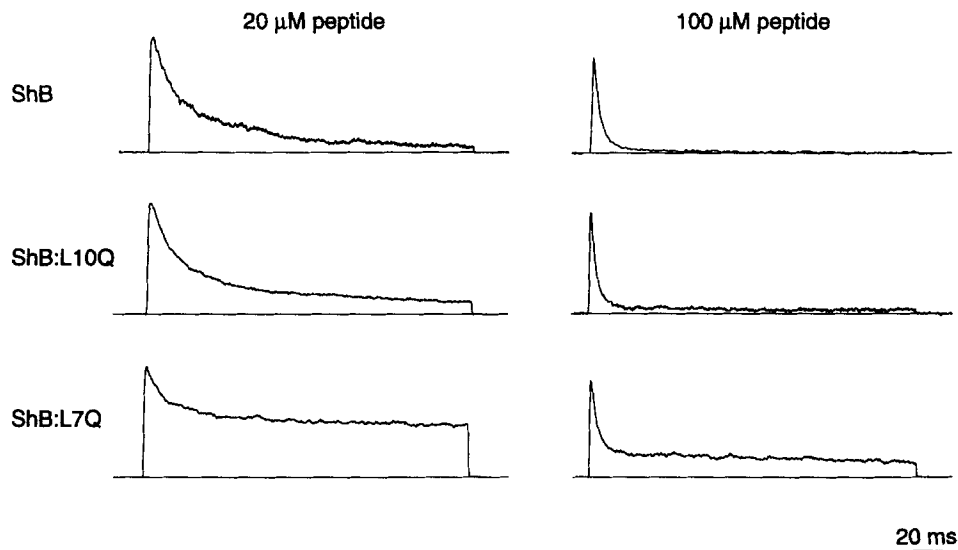 20 μM peptide
100 μM peptide
ShB
ShB:L10Q
ShB:L7Q
20 ms